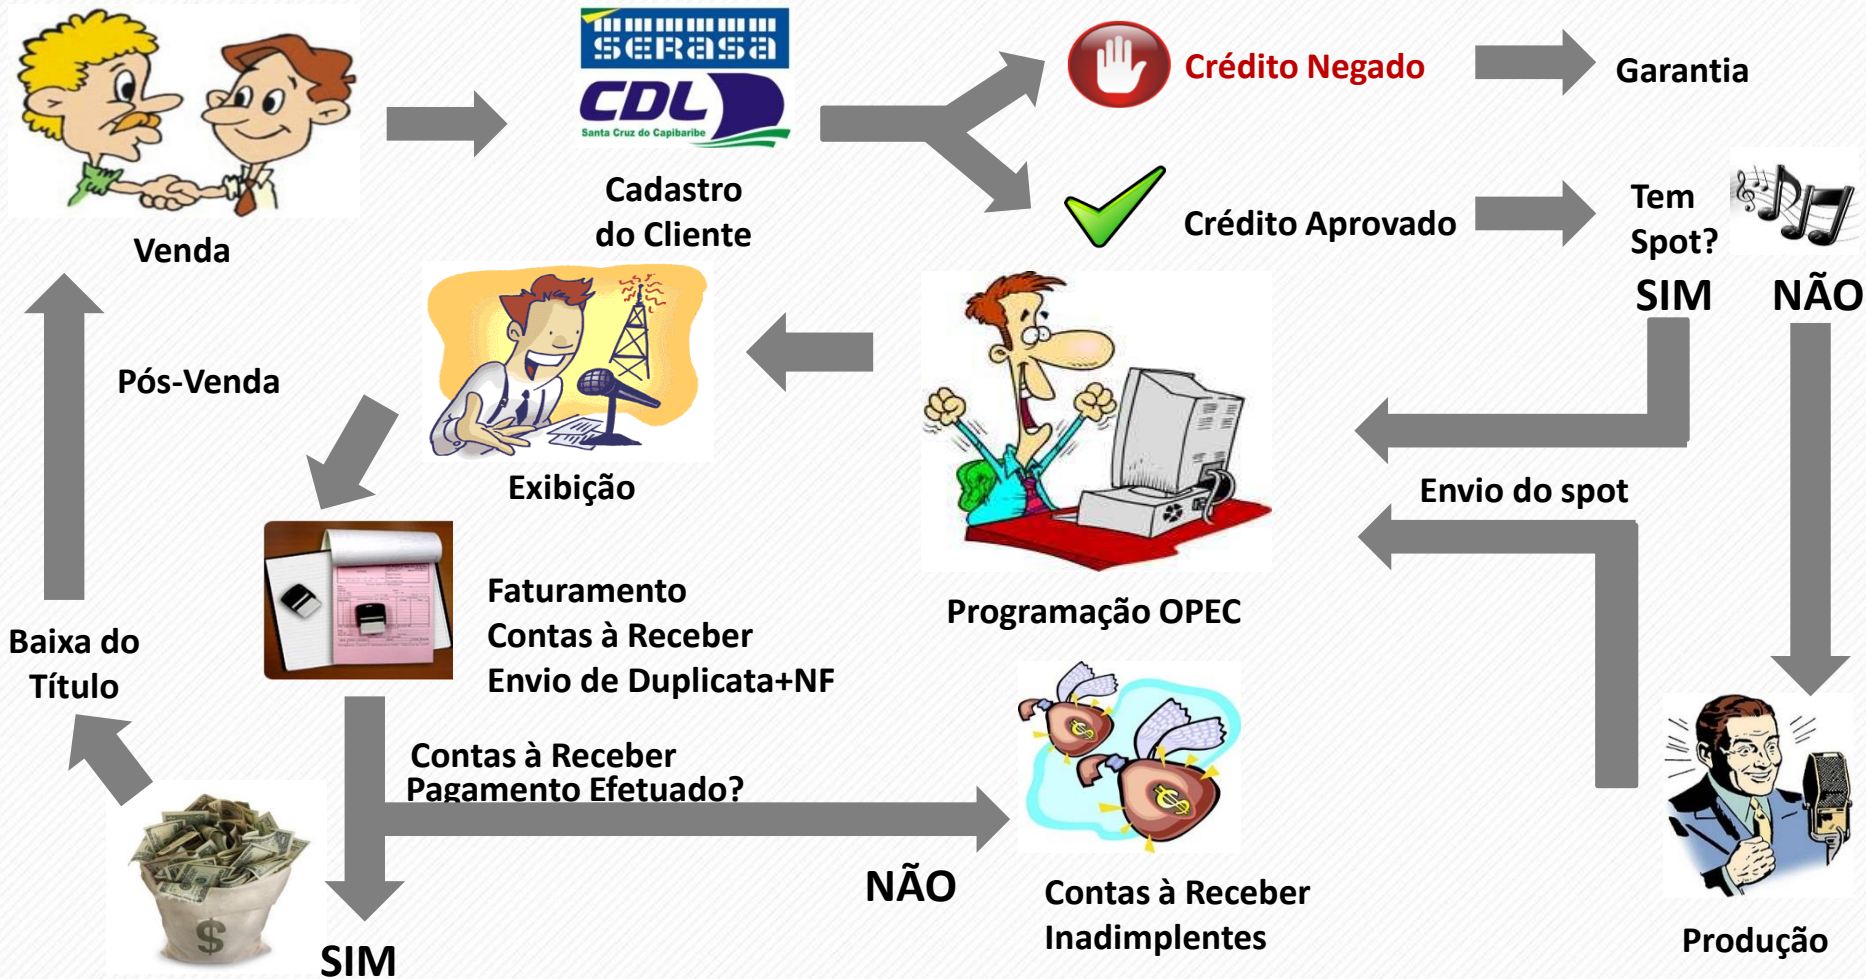 SERASA
CDL
Santa Cruz do Capibaribe
Crédito Negado
Garantia
Cadastro
do Cliente
Venda
Crédito Aprovado
Tem
Spot?
SIM
NÃO
Pós-Venda
Exibição
Envio do spot
Programação OPEC
Faturamento
Contas à Receber
Envio de Duplicata+NF
Baixa do
Título
Contas à Receber
Pagamento Efetuado?
$
$
$
NÃO
SIM
Contas à Receber
Inadimplentes
Produção